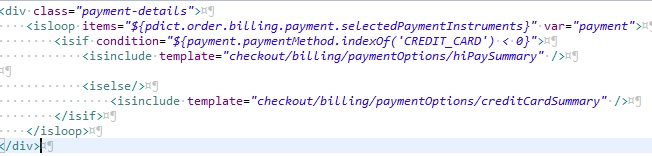 <div class="payment-details">
    <isloop items="${pdict.order.billing.payment.selectedPaymentInstruments}" var="payment">
        <isif condition="${payment.paymentMethod.indexOf('CREDIT_CARD') < 0}">
            <isinclude template="checkout/billing/paymentOptions/hiPaySummary" />

        <iselse/>
            <isinclude template="checkout/billing/paymentOptions/creditCardSummary" />
        </isif>
    </isloop>
</div>